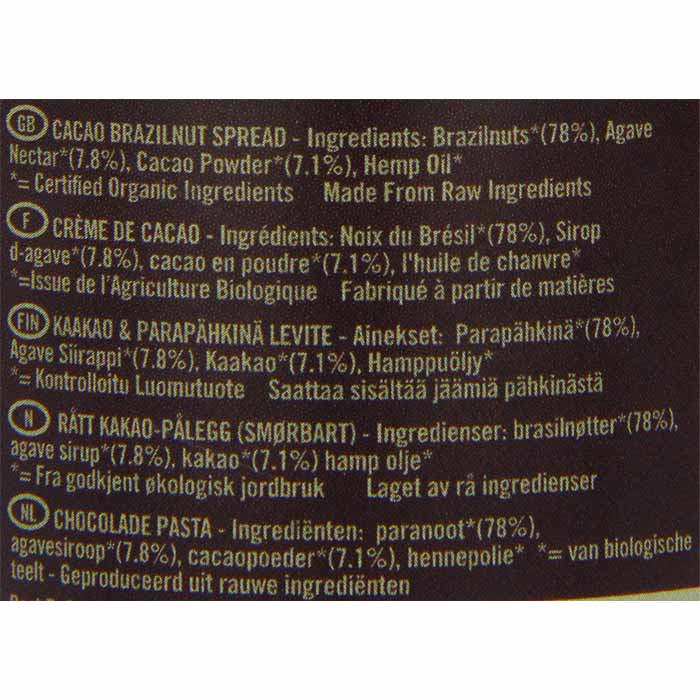 GB CACAO BRAZILNUT SPREAD - Ingredients: Brazilnuts*(78%), Agave
Nectar*(7.8%), Cacao Powder*(7.1%), Hemp Oil*
*= Certified Organic Ingredients Made From Raw Ingredients
F CRÈME DE CACAO - Ingrédients: Noix du Brésil*(78%), Sirop
d-agave*(7.8%), cacao en poudre*(7.1%), l'huile de chanvre*
*=Issue de l'Agriculture Biologique Fabriqué à partir de matières
FIN KAAKAO & PARAPÄHKINÄ LEVITE - Ainekset: Parapähkinä*(78%),
Agave Siirappi*(7.8%), Kaakao*(7.1%), Hamppuöljy*
*= Kontrolloitu Luomutuote Saattaa sisältää jäämiä pähkinästä
N RÅTT KAKAO-PÅLEGG (SMØRBART) - Ingredienser: brasilnøtter*(78%),
agave sirup*(7.8%), kakao*(7.1%) hamp olje*
*= Fra godkjent økologisk jordbruk Laget av rå ingredienser
NL CHOCOLADE PASTA - Ingrediënten: paranoot*(78%),
agavesiroop*(7.8%), cacaopoeder*(7.1%), hennepolie* *= van biologische
teelt - Geproduceerd uit rauwe ingrediënten